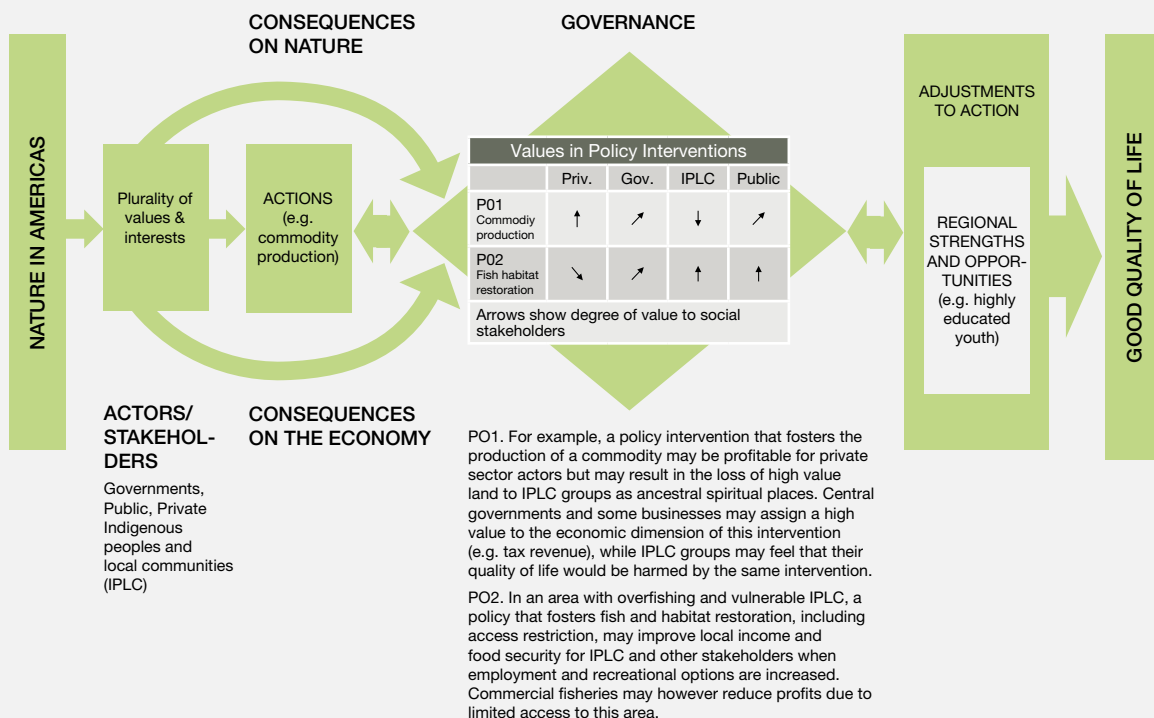 CONSEQUENCES
ON NATURE
GOVERNANCE
NATURE IN AMERICAS
Plurality of
values &
interests
ACTIONS
(e.g.
commodity
production)
Values in Policy Interventions
Priv. Gov. IPLC Public
P01
Commodiy
production
↑ ↗ ↓ ↗
P02
Fish habitat
restoration
↘ ↗ ↑ ↑
Arrows show degree of value to social
stakeholders
ADJUSTMENTS
TO ACTION
REGIONAL
STRENGTHS
AND OPPOR-
TUNITIES
(e.g. highly
educated
youth)
GOOD QUALITY OF LIFE
ACTORS/
STAKEHOL-
DERS
Governments,
Public, Private
Indigenous
peoples and
local communities
(IPLC)
CONSEQUENCES
ON THE ECONOMY
PO1. For example, a policy intervention that fosters the
production of a commodity may be profitable for private
sector actors but may result in the loss of high value
land to IPLC groups as ancestral spiritual places. Central
governments and some businesses may assign a high
value to the economic dimension of this intervention
(e.g. tax revenue), while IPLC groups may feel that their
quality of life would be harmed by the same intervention.
PO2. In an area with overfishing and vulnerable IPLC, a
policy that fosters fish and habitat restoration, including
access restriction, may improve local income and
food security for IPLC and other stakeholders when
employment and recreational options are increased.
Commercial fisheries may however reduce profits due to
limited access to this area.